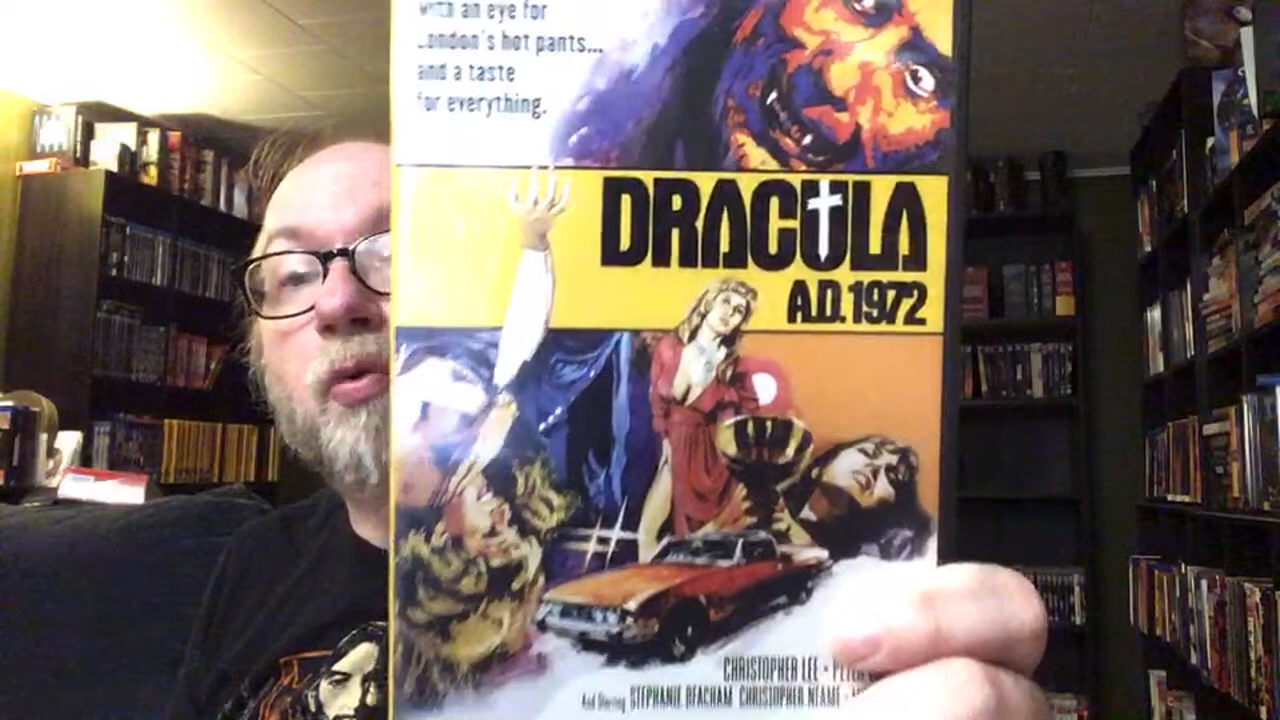 with an eye for
London's hot pants...
and a taste
for everything.
DRACULA
A.D. 1972
CHRISTOPHER LEE • PETER
And Starring STEPHANIE BEACHAM CHRISTOPHER NEAME •